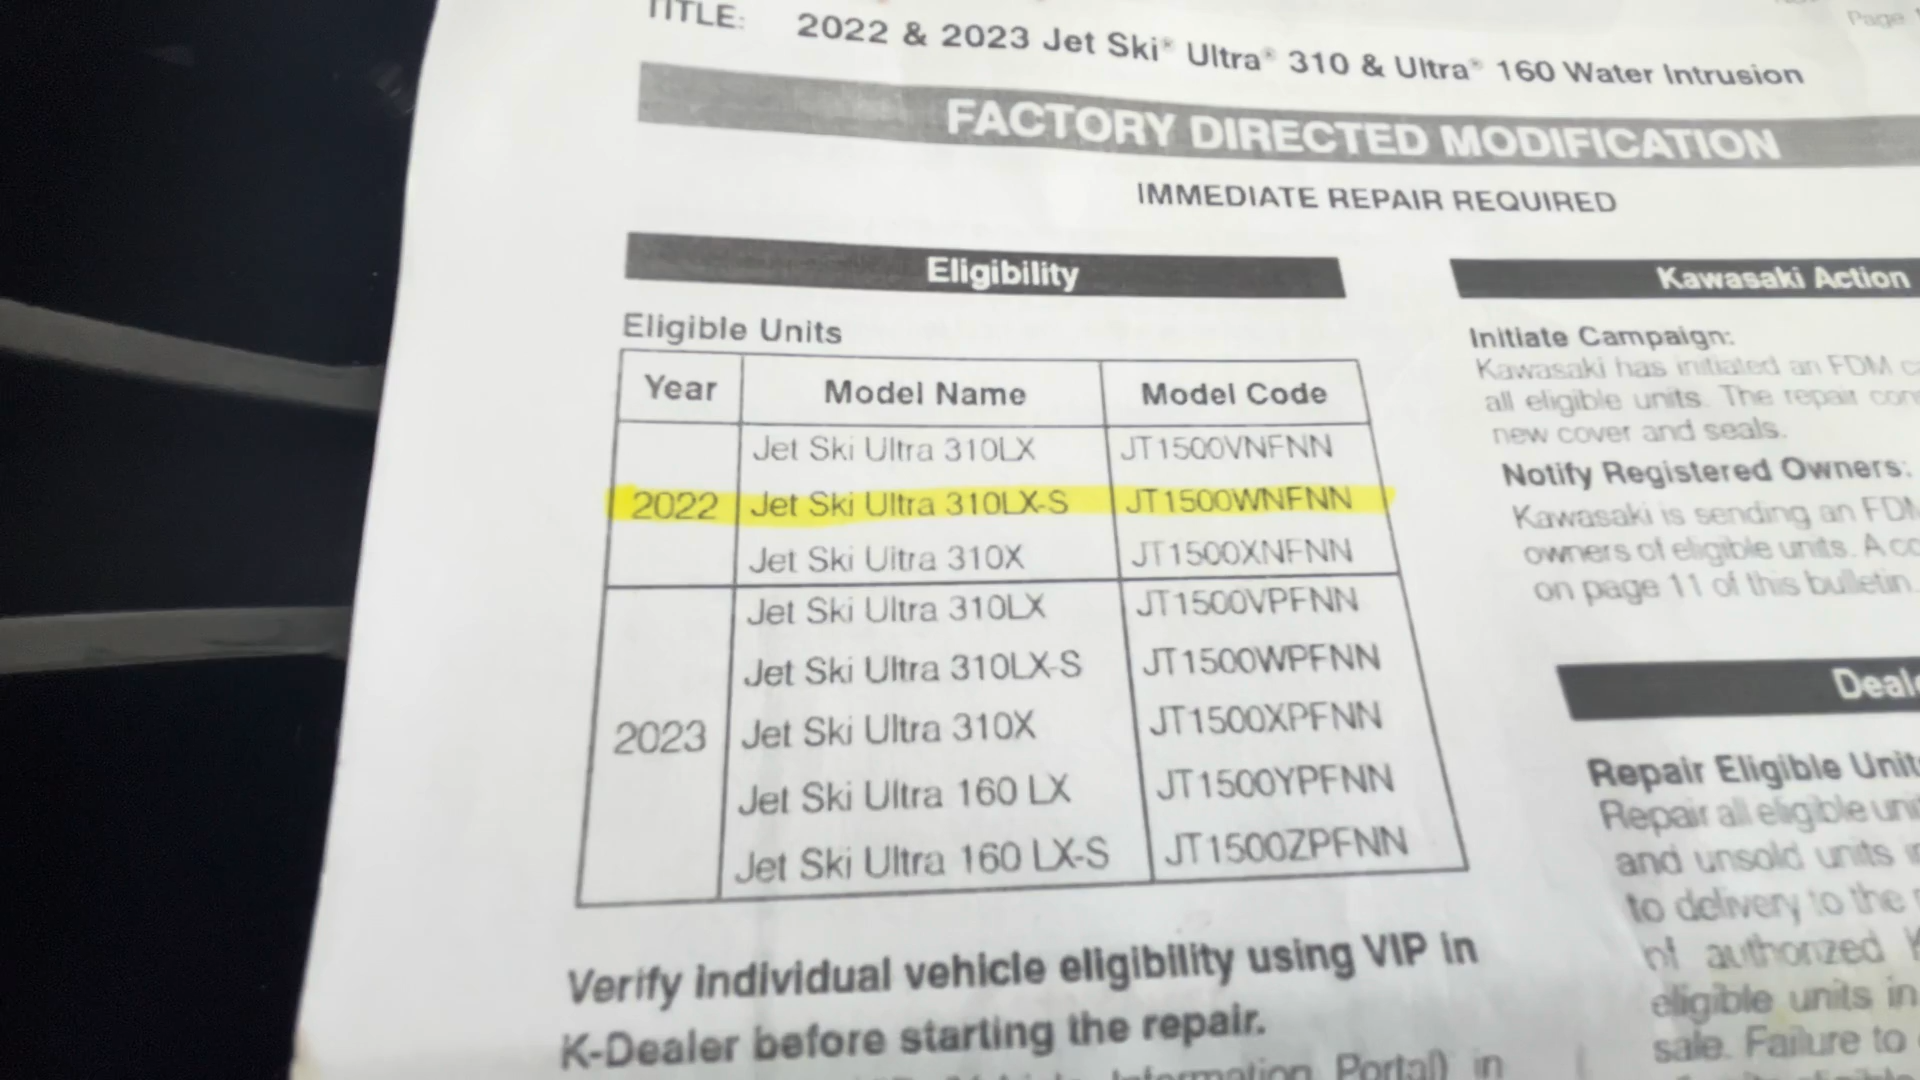 Page
TITLE: 2022 & 2023 Jet Ski® Ultra® 310 & Ultra® 160 Water Intrusion
FACTORY DIRECTED MODIFICATION
IMMEDIATE REPAIR REQUIRED
Eligibility
Eligible Units
Year Model Name Model Code
Jet Ski Ultra 310LX JT1500VNFNN
2022 Jet Ski Ultra 310LX-S JT1500WNFNN
Jet Ski Ultra 310X JT1500XNFNN
Jet Ski Ultra 310LX JT1500VPFNN
Jet Ski Ultra 310LX-S JT1500WPFNN
2023 Jet Ski Ultra 310X JT1500XPFNN
Jet Ski Ultra 160 LX JT1500YPFNN
Jet Ski Ultra 160 LX-S JT1500ZPFNN
Verify individual vehicle eligibility using VIP in
K-Dealer before starting the repair.
Information Portal) in
Kawasaki Action
Initiate Campaign:
Kawasaki has initiated an FDM
all eligible units. The repair
new cover and seals.
Notify Registered Owners:
Kawasaki is sending an FDM
owners of eligible units. A
on page 11 of this bulletin.
Repair Eligible
Repair all eligible
and unsold units
to delivery to the
of authorized
eligible units in
sale. Failure to